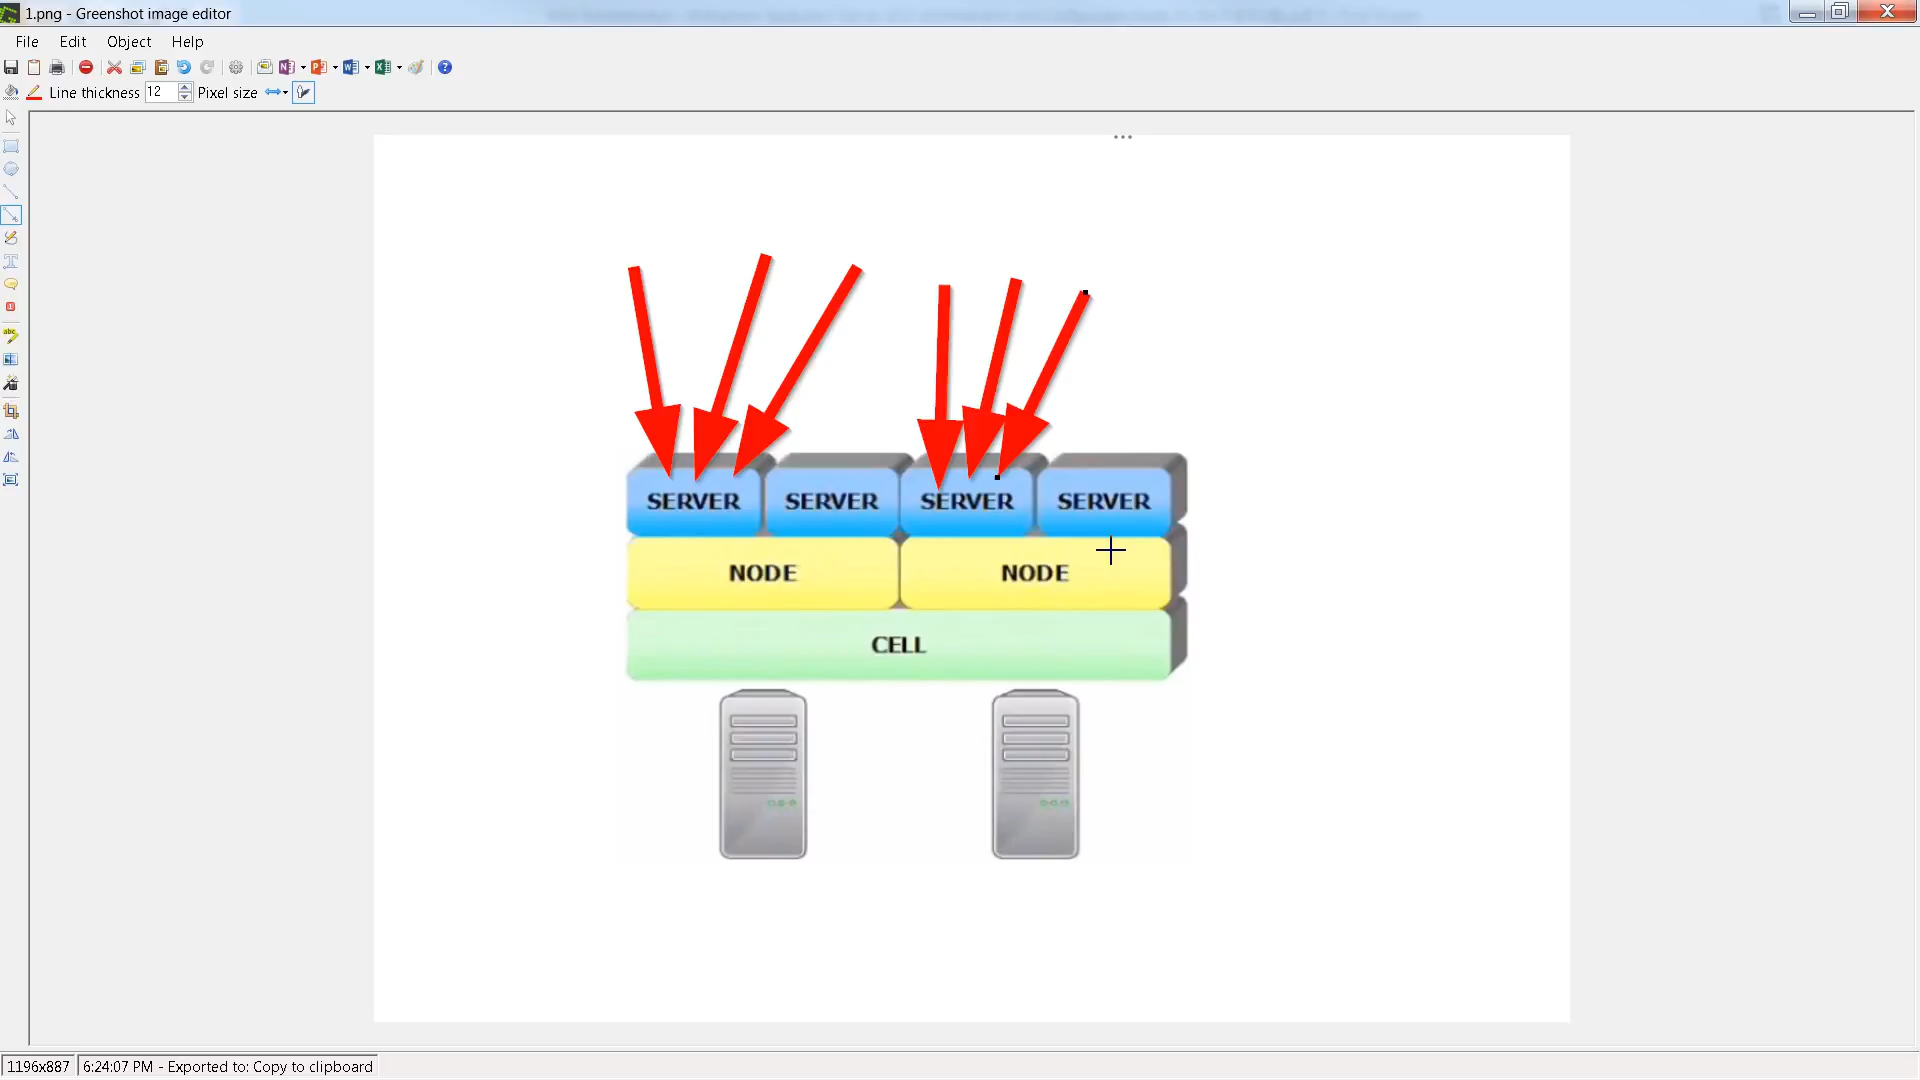 1.png - Greenshot image editor
File Edit Object Help
Line thickness 12 Pixel size
SERVER SERVER SERVER SERVER
NODE NODE
CELL
1196x887 6:24:07 PM - Exported to: Copy to clipboard